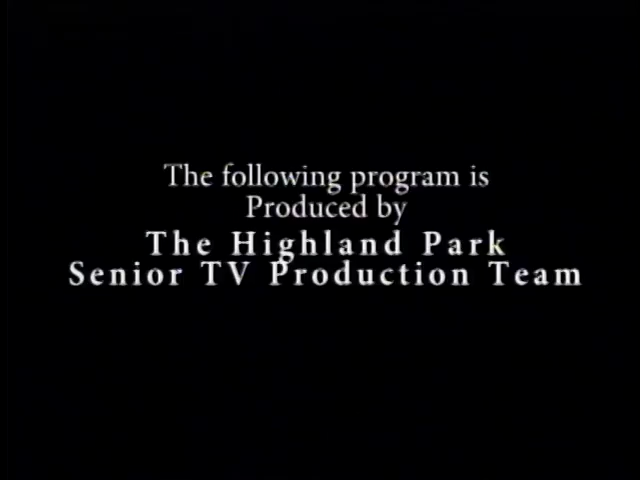 The following program is
Produced by
The Highland Park
Senior TV Production Team